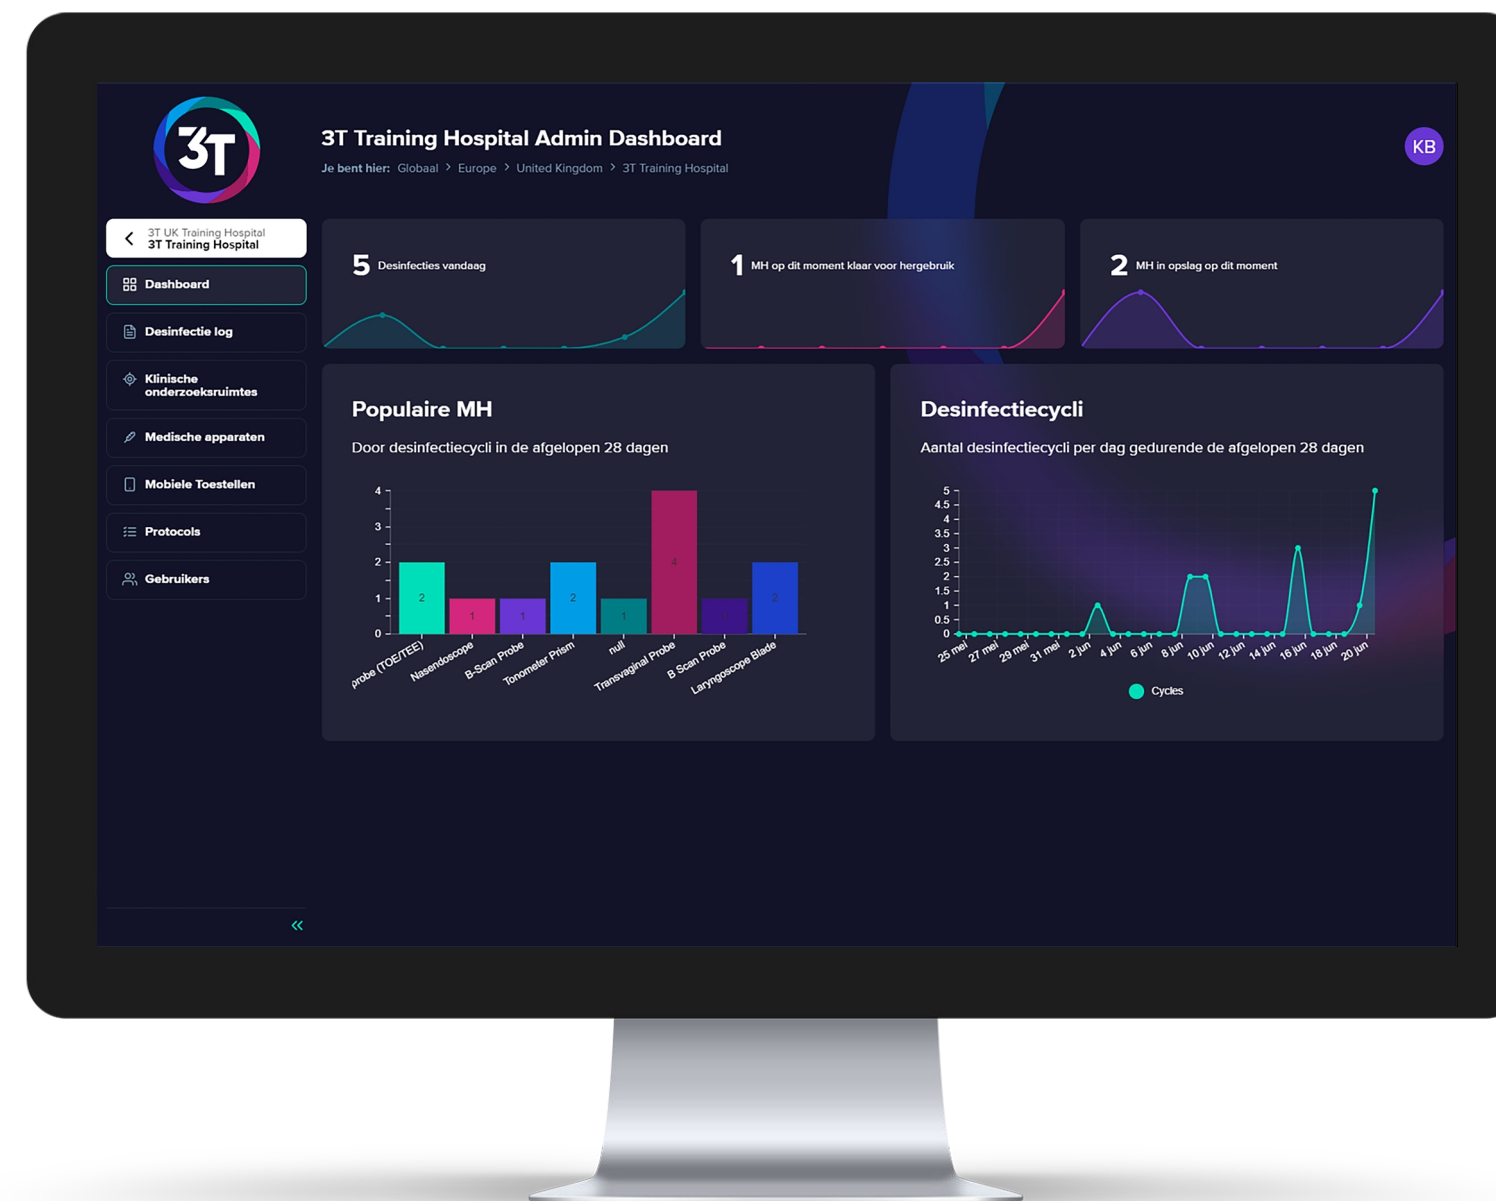 3T
3T Training Hospital Admin Dashboard
Je bent hier: Globaal > Europe > United Kingdom > 3T Training Hospital
KB
3T UK Training Hospital
3T Training Hospital
Dashboard
Desinfectie log
Klinische
onderzoeksruimtes
Medische apparaten
Mobiele Toestellen
Protocols
Gebruikers
5 Desinfecties vandaag
1 MH op dit moment klaar voor hergebruik
2 MH in opslag op dit moment
Populaire MH
Door desinfectiecycli in de afgelopen 28 dagen
4
3
2
1
0
2
1
1
2
1
4
2
probe (TOE/TEE)
Nasendoscope
B-Scan Probe
Tonometer Prism
null
Transvaginal Probe
B Scan Probe
Laryngoscope Blade
Desinfectiecycli
Aantal desinfectiecycli per dag gedurende de afgelopen 28 dagen
5
4.5
4
3.5
3
2.5
2
1.5
1
0.5
0
25 mei
27 mei
29 mei
31 mei
2 jun
4 jun
6 jun
8 jun
10 jun
12 jun
14 jun
16 jun
18 jun
20 jun
Cycles